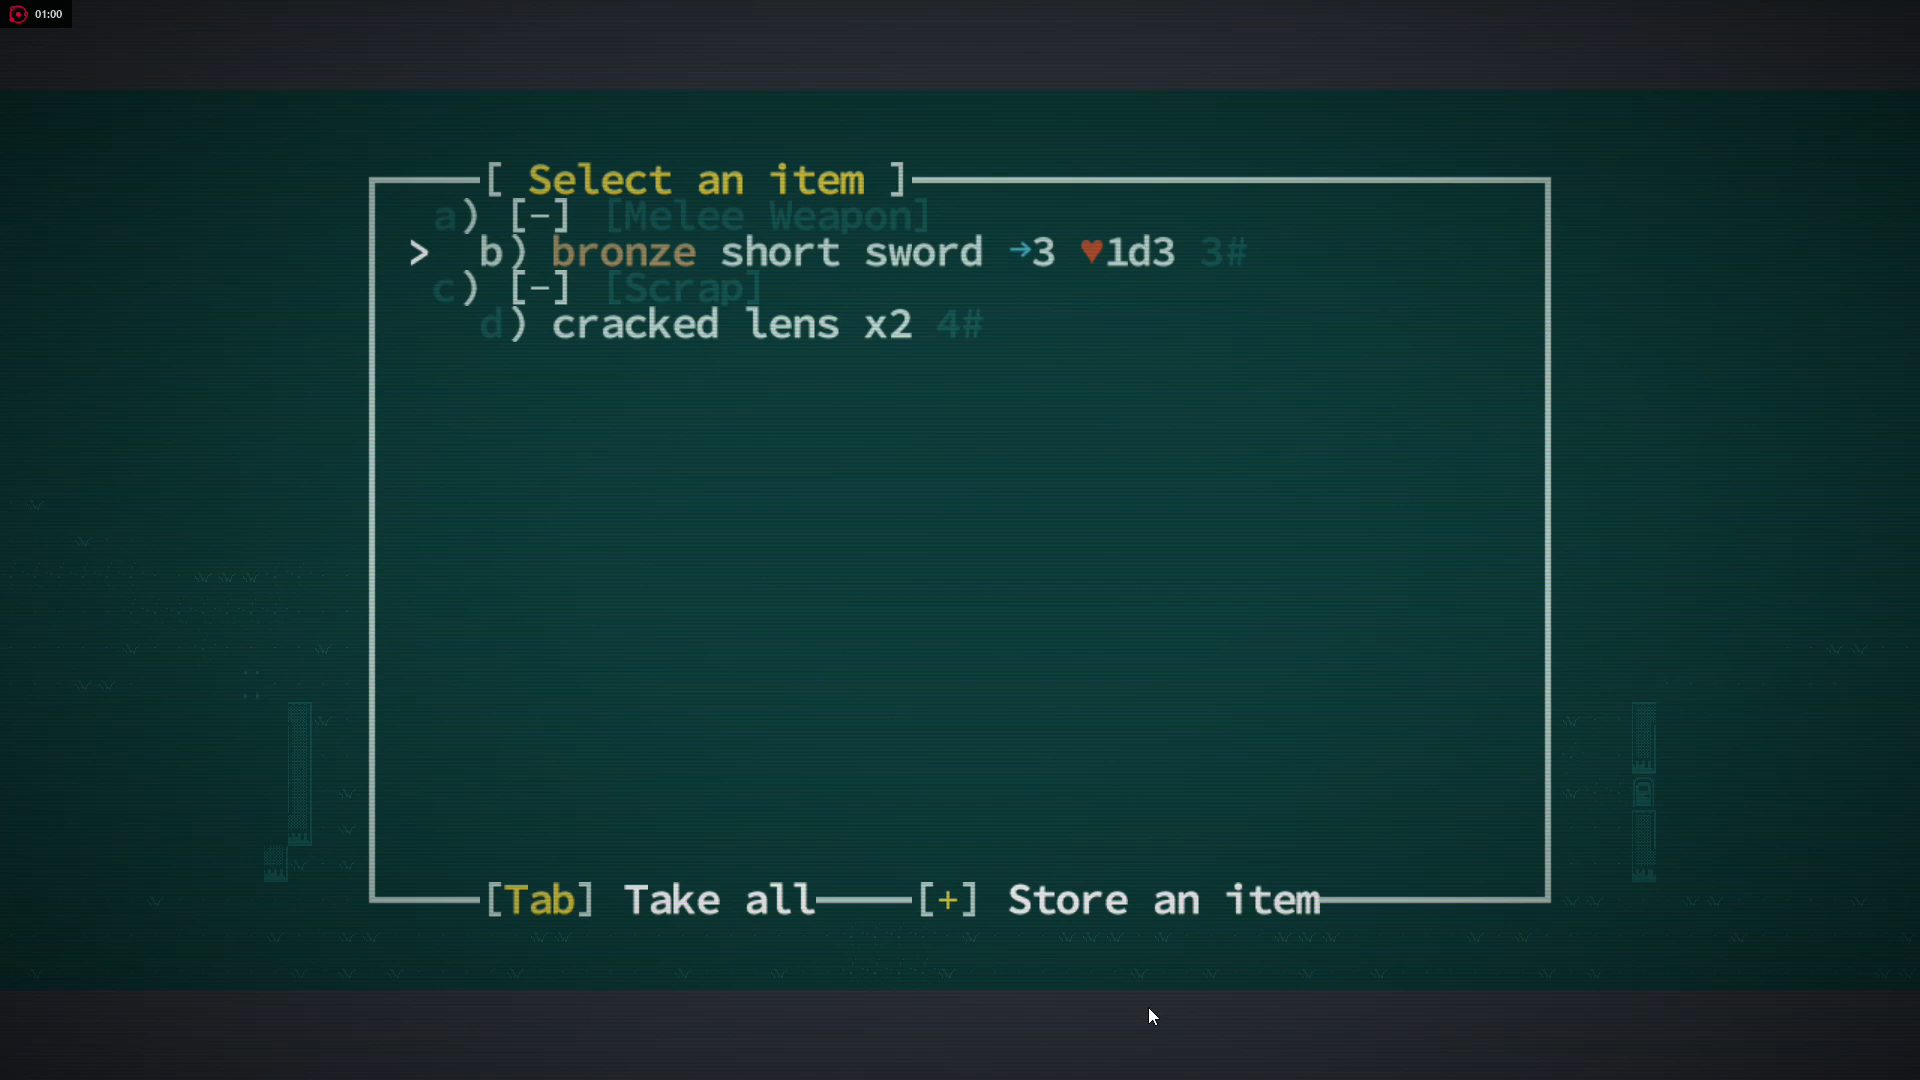 01:00
[ Select an item ]
a) [-] [Melee Weapon]
> b) bronze short sword →3 ♥1d3 3#
c) [-] [Scrap]
d) cracked lens x2 4#
[Tab] Take all [+] Store an item